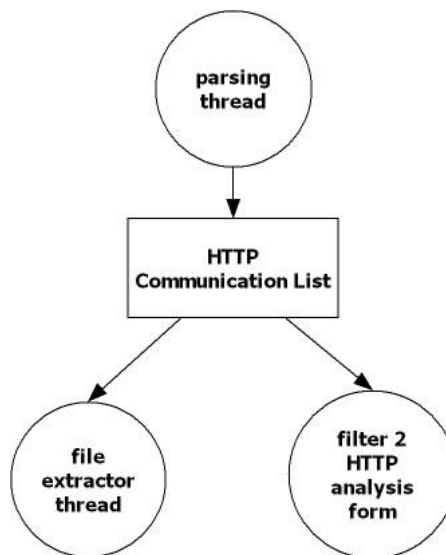 parsing
thread
HTTP
Communication List
file
extractor
thread
filter 2
HTTP
analysis
form